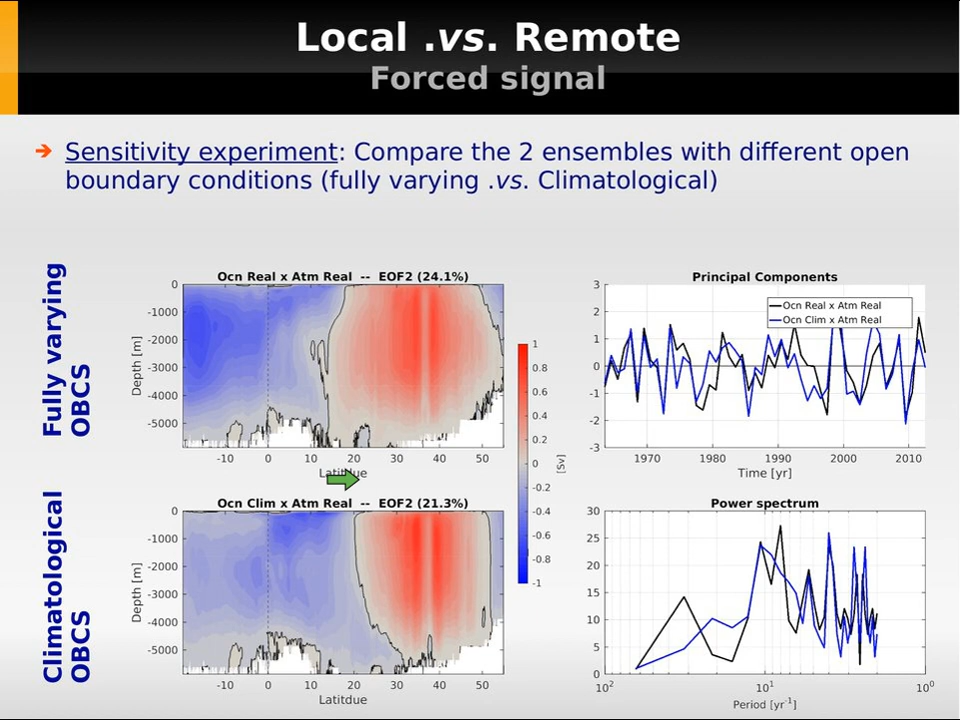 Local .vs. Remote
Forced signal
Sensitivity experiment: Compare the 2 ensembles with different open
boundary conditions (fully varying .vs. Climatological)
Fully varying
OBCS
Ocn Real x Atm Real -- EOF2 (24.1%)
0
-1000
-2000
-3000
-4000
-5000
Depth [m]
-10 0 10 20 30 40 50
Latitdue
Principal Components
3
2
1
0
-1
-2
-3
Ocn Real x Atm Real
Ocn Clim x Atm Real
1970 1980 1990 2000 2010
Time [yr]
1
0.8
0.6
0.4
0.2
0
-0.2
-0.4
-0.6
-0.8
-1
[Sv]
Climatological
OBCS
Ocn Clim x Atm Real -- EOF2 (21.3%)
0
-1000
-2000
-3000
-4000
-5000
Depth [m]
-10 0 10 20 30 40 50
Latitdue
Power spectrum
30
25
20
15
10
5
0
10² 10¹ 10⁰
Period [yr⁻¹]